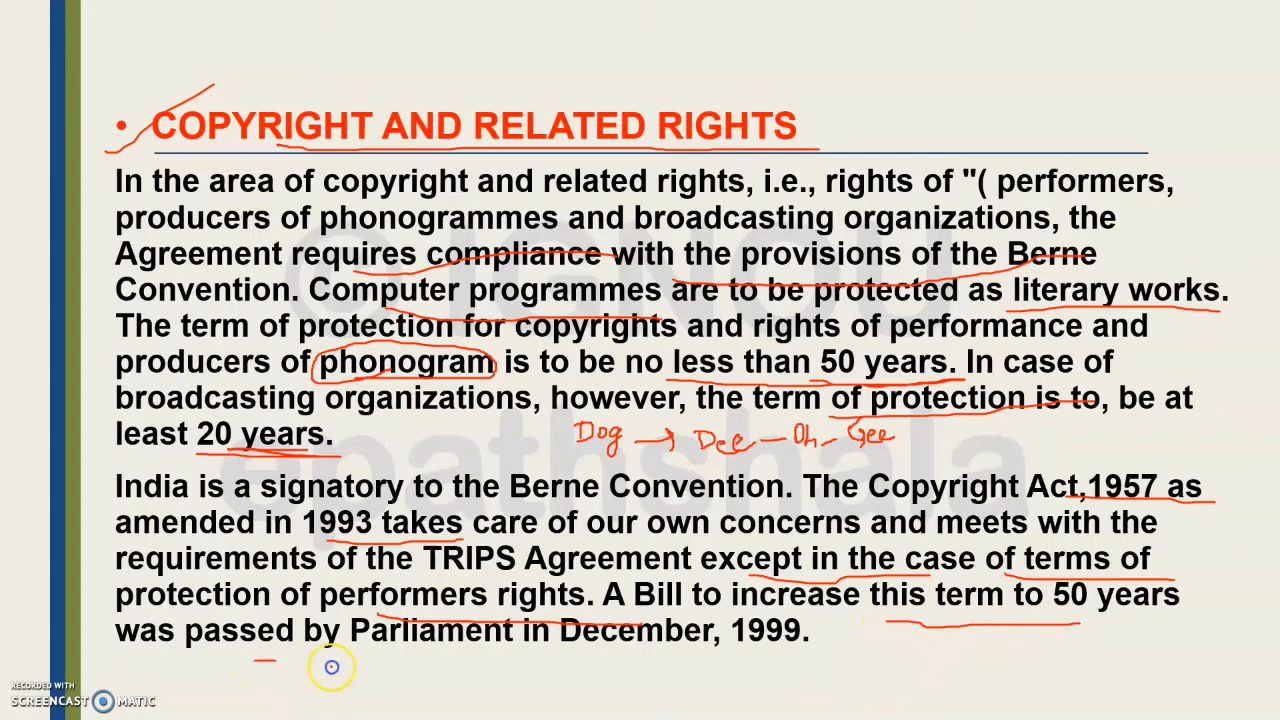 • COPYRIGHT AND RELATED RIGHTS
In the area of copyright and related rights, i.e., rights of "( performers,
producers of phonogrammes and broadcasting organizations, the
Agreement requires compliance with the provisions of the Berne
Convention. Computer programmes are to be protected as literary works.
The term of protection for copyrights and rights of performance and
producers of phonogram is to be no less than 50 years. In case of
broadcasting organizations, however, the term of protection is to, be at
least 20 years.
Dog → Dee - Oh - Gee
India is a signatory to the Berne Convention. The Copyright Act,1957 as
amended in 1993 takes care of our own concerns and meets with the
requirements of the TRIPS Agreement except in the case of terms of
protection of performers rights. A Bill to increase this term to 50 years
was passed by Parliament in December, 1999.
© IGNOU
epathshala
RECORDED WITH
SCREENCAST MATIC